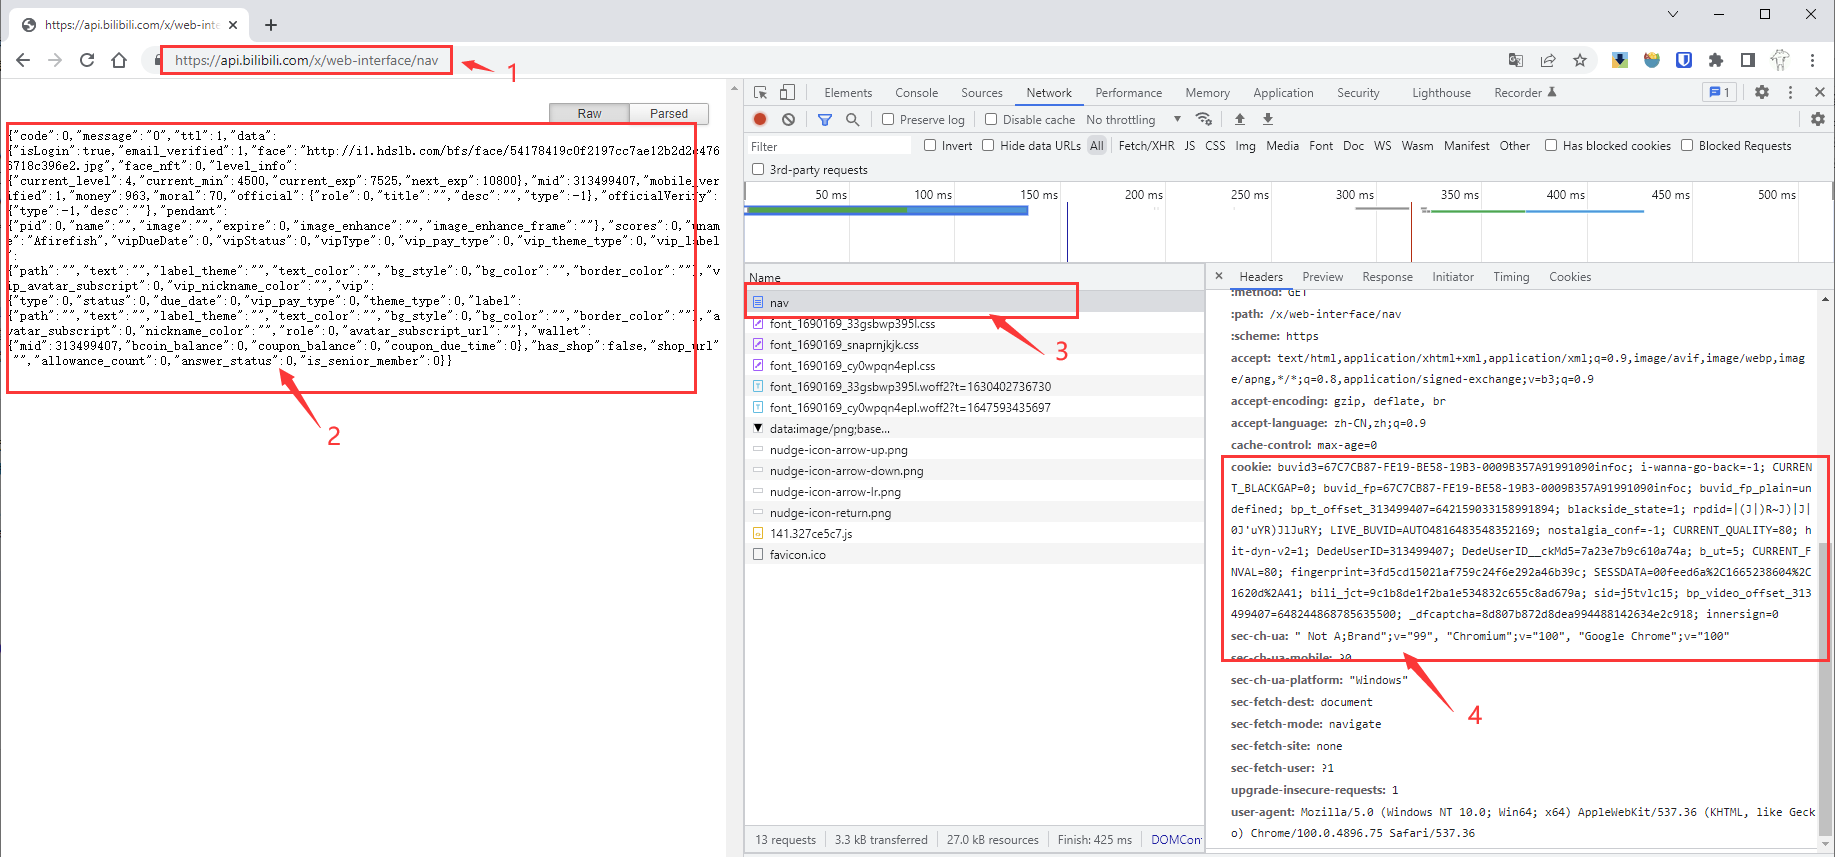 https://api.bilibili.com/x/web-inte
https://api.bilibili.com/x/web-interface/nav
1
Raw
Parsed
{"code":0,"message":"0","ttl":1,"data":
{"isLogin":true,"email_verified":1,"face":"http://i1.hdslb.com/bfs/face/54178419c0f2197cc7ae12b2d2c476
6718c396e2.jpg","face_nft":0,"level_info":
{"current_level":4,"current_min":4500,"current_exp":7525,"next_exp":10800},"mid":313499407,"mobile_ver
ified":1,"money":963,"moral":70,"official":{"role":0,"title":"","desc":"","type":-1},"officialVerify":
{"type":-1,"desc":""},"pendant":
{"pid":0,"name":"","image":"","expire":0,"image_enhance":"","image_enhance_frame":""},"scores":0,"unam
e":"Afirefish","vipDueDate":0,"vipStatus":0,"vipType":0,"vip_pay_type":0,"vip_theme_type":0,"vip_label"
:
{"path":"","text":"","label_theme":"","text_color":"","bg_style":0,"bg_color":"","border_color":""},"v
ip_avatar_subscript":0,"vip_nickname_color":"","vip":
{"type":0,"status":0,"due_date":0,"vip_pay_type":0,"theme_type":0,"label":
{"path":"","text":"","label_theme":"","text_color":"","bg_style":0,"bg_color":"","border_color":""},"a
vatar_subscript":0,"nickname_color":"","role":0,"avatar_subscript_url":""},"wallet":
{"mid":313499407,"bcoin_balance":0,"coupon_balance":0,"coupon_due_time":0},"has_shop":false,"shop_url"
:"","allowance_count":0,"answer_status":0,"is_senior_member":0}}
2
Elements Console Sources Network Performance Memory Application Security Lighthouse Recorder 1
Preserve log Disable cache No throttling
Filter Invert Hide data URLs All Fetch/XHR JS CSS Img Media Font Doc WS Wasm Manifest Other Has blocked cookies Blocked Requests
3rd-party requests
50 ms 100 ms 150 ms 200 ms 250 ms 300 ms 350 ms 400 ms 450 ms 500 ms
Name
nav
font_1690169_33gsbwp395l.css
3
font_1690169_snaprnjkjk.css
font_1690169_cy0wpqn4epl.css
font_1690169_33gsbwp395l.woff2?t=1630402736730
font_1690169_cy0wpqn4epl.woff2?t=1647593435697
data:image/png;base...
nudge-icon-arrow-up.png
nudge-icon-arrow-down.png
nudge-icon-arrow-lr.png
nudge-icon-return.png
141.327ce5c7.js
favicon.ico
13 requests 3.3 kB transferred 27.0 kB resources Finish: 425 ms DOMCon
Headers Preview Response Initiator Timing Cookies
:method: GET
:path: /x/web-interface/nav
:scheme: https
accept: text/html,application/xhtml+xml,application/xml;q=0.9,image/avif,image/webp,imag
e/apng,*/*;q=0.8,application/signed-exchange;v=b3;q=0.9
accept-encoding: gzip, deflate, br
accept-language: zh-CN,zh;q=0.9
cache-control: max-age=0
cookie: buvid3=67C7CB87-FE19-BE58-19B3-0009B357A91991090infoc; i-wanna-go-back=-1; CURREN
T_BLACKGAP=0; buvid_fp=67C7CB87-FE19-BE58-19B3-0009B357A91991090infoc; buvid_fp_plain=un
defined; bp_t_offset_313499407=642159033158991894; blackside_state=1; rpdid=|(J|)R~J)|J|
0J'uYR)JlJuRY; LIVE_BUVID=AUTO4816483548352169; nostalgia_conf=-1; CURRENT_QUALITY=80; h
it-dyn-v2=1; DedeUserID=313499407; DedeUserID__ckMd5=7a23e7b9c610a74a; b_ut=5; CURRENT_F
NVAL=80; fingerprint=3fd5cd15021af759c24f6e292a46b39c; SESSDATA=00feed6a%2C1665238604%2C
1620d%2A41; bili_jct=9c1b8de1f2ba1e534832c655c8ad679a; sid=j5tvlc15; bp_video_offset_313
499407=648244868785635500; _dfcaptcha=8d807b872d8dea994488142634e2c918; innersign=0
sec-ch-ua: " Not A;Brand";v="99", "Chromium";v="100", "Google Chrome";v="100"
sec-ch-ua-mobile: ?0
sec-ch-ua-platform: "Windows"
4
sec-fetch-dest: document
sec-fetch-mode: navigate
sec-fetch-site: none
sec-fetch-user: ?1
upgrade-insecure-requests: 1
user-agent: Mozilla/5.0 (Windows NT 10.0; Win64; x64) AppleWebKit/537.36 (KHTML, like Geck
o) Chrome/100.0.4896.75 Safari/537.36